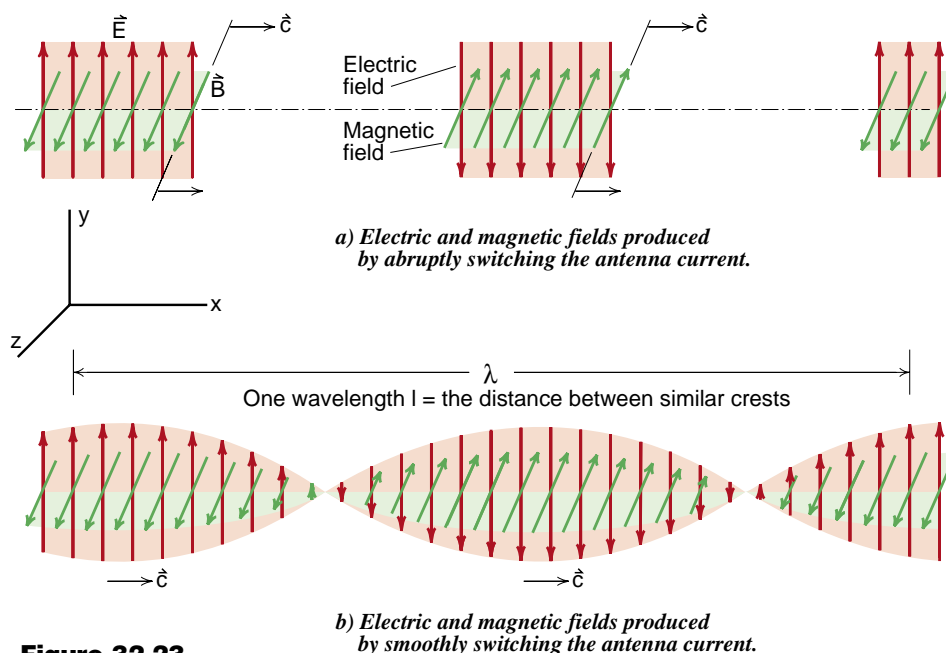 E⃗
c⃗
B⃗
Electric
field
Magnetic
field
c⃗
a) Electric and magnetic fields produced
by abruptly switching the antenna current.
y
x
z
λ
One wavelength l = the distance between similar crests
c⃗
c⃗
b) Electric and magnetic fields produced
by smoothly switching the antenna current.
Figure 32-23